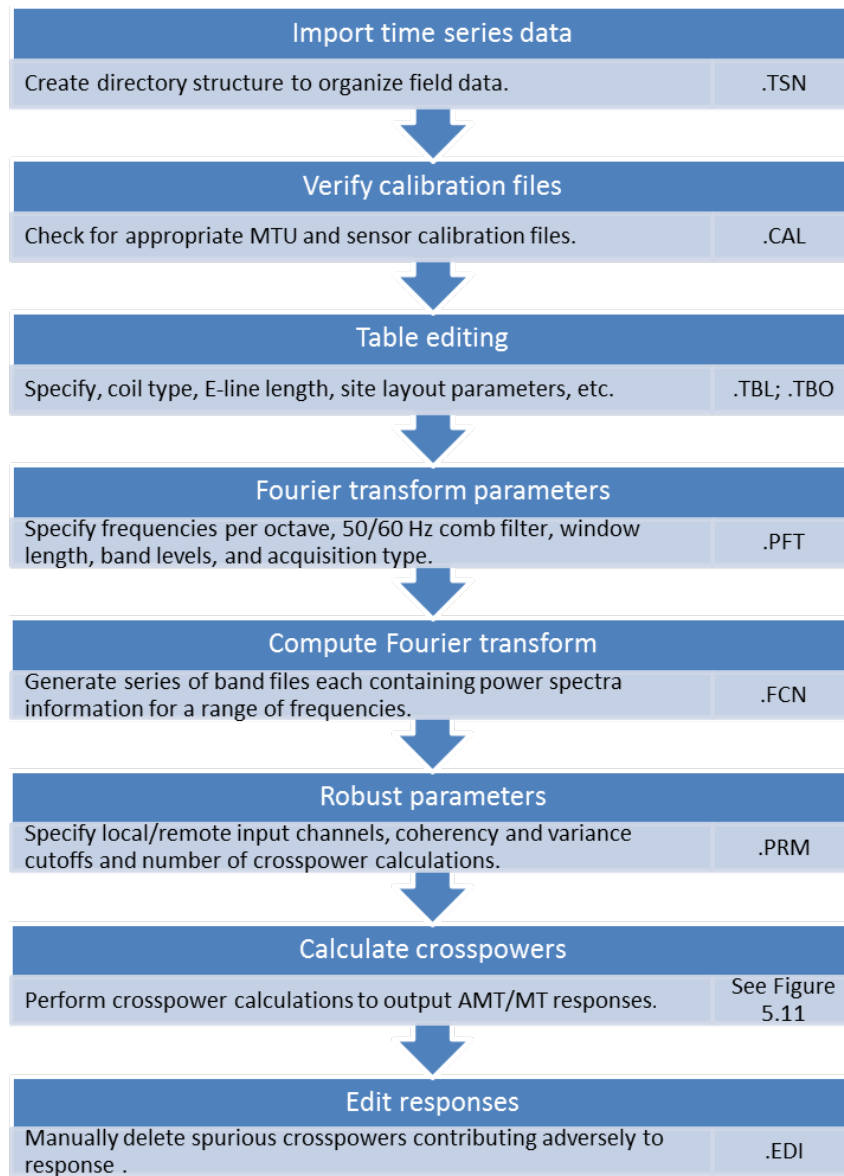 Import time series data
Create directory structure to organize field data.
.TSN
Verify calibration files
Check for appropriate MTU and sensor calibration files.
.CAL
Table editing
Specify, coil type, E-line length, site layout parameters, etc.
.TBL; .TBO
Fourier transform parameters
Specify frequencies per octave, 50/60 Hz comb filter, window
length, band levels, and acquisition type.
.PFT
Compute Fourier transform
Generate series of band files each containing power spectra
information for a range of frequencies.
.FCN
Robust parameters
Specify local/remote input channels, coherency and variance
cutoffs and number of crosspower calculations.
.PRM
Calculate crosspowers
Perform crosspower calculations to output AMT/MT responses.
See Figure
5.11
Edit responses
Manually delete spurious crosspowers contributing adversely to
response .
.EDI